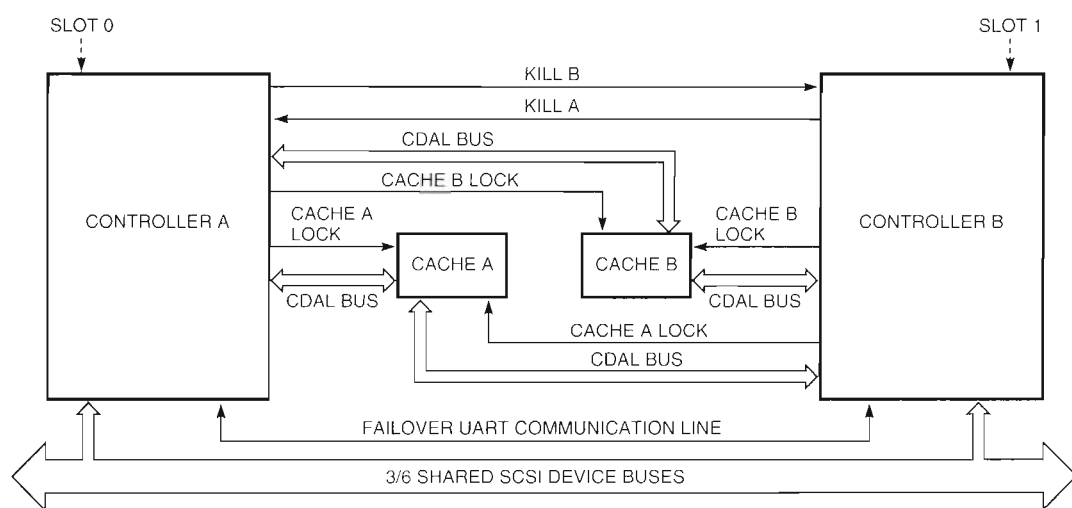 SLOT 0
SLOT 1
KILL B
KILL A
CDAL BUS
CACHE B LOCK
CONTROLLER A
CACHE A
LOCK
CACHE A
CDAL BUS
CACHE B
CACHE B
LOCK
CDAL BUS
CONTROLLER B
CACHE A LOCK
CDAL BUS
FAILOVER UART COMMUNICATION LINE
3/6 SHARED SCSI DEVICE BUSES